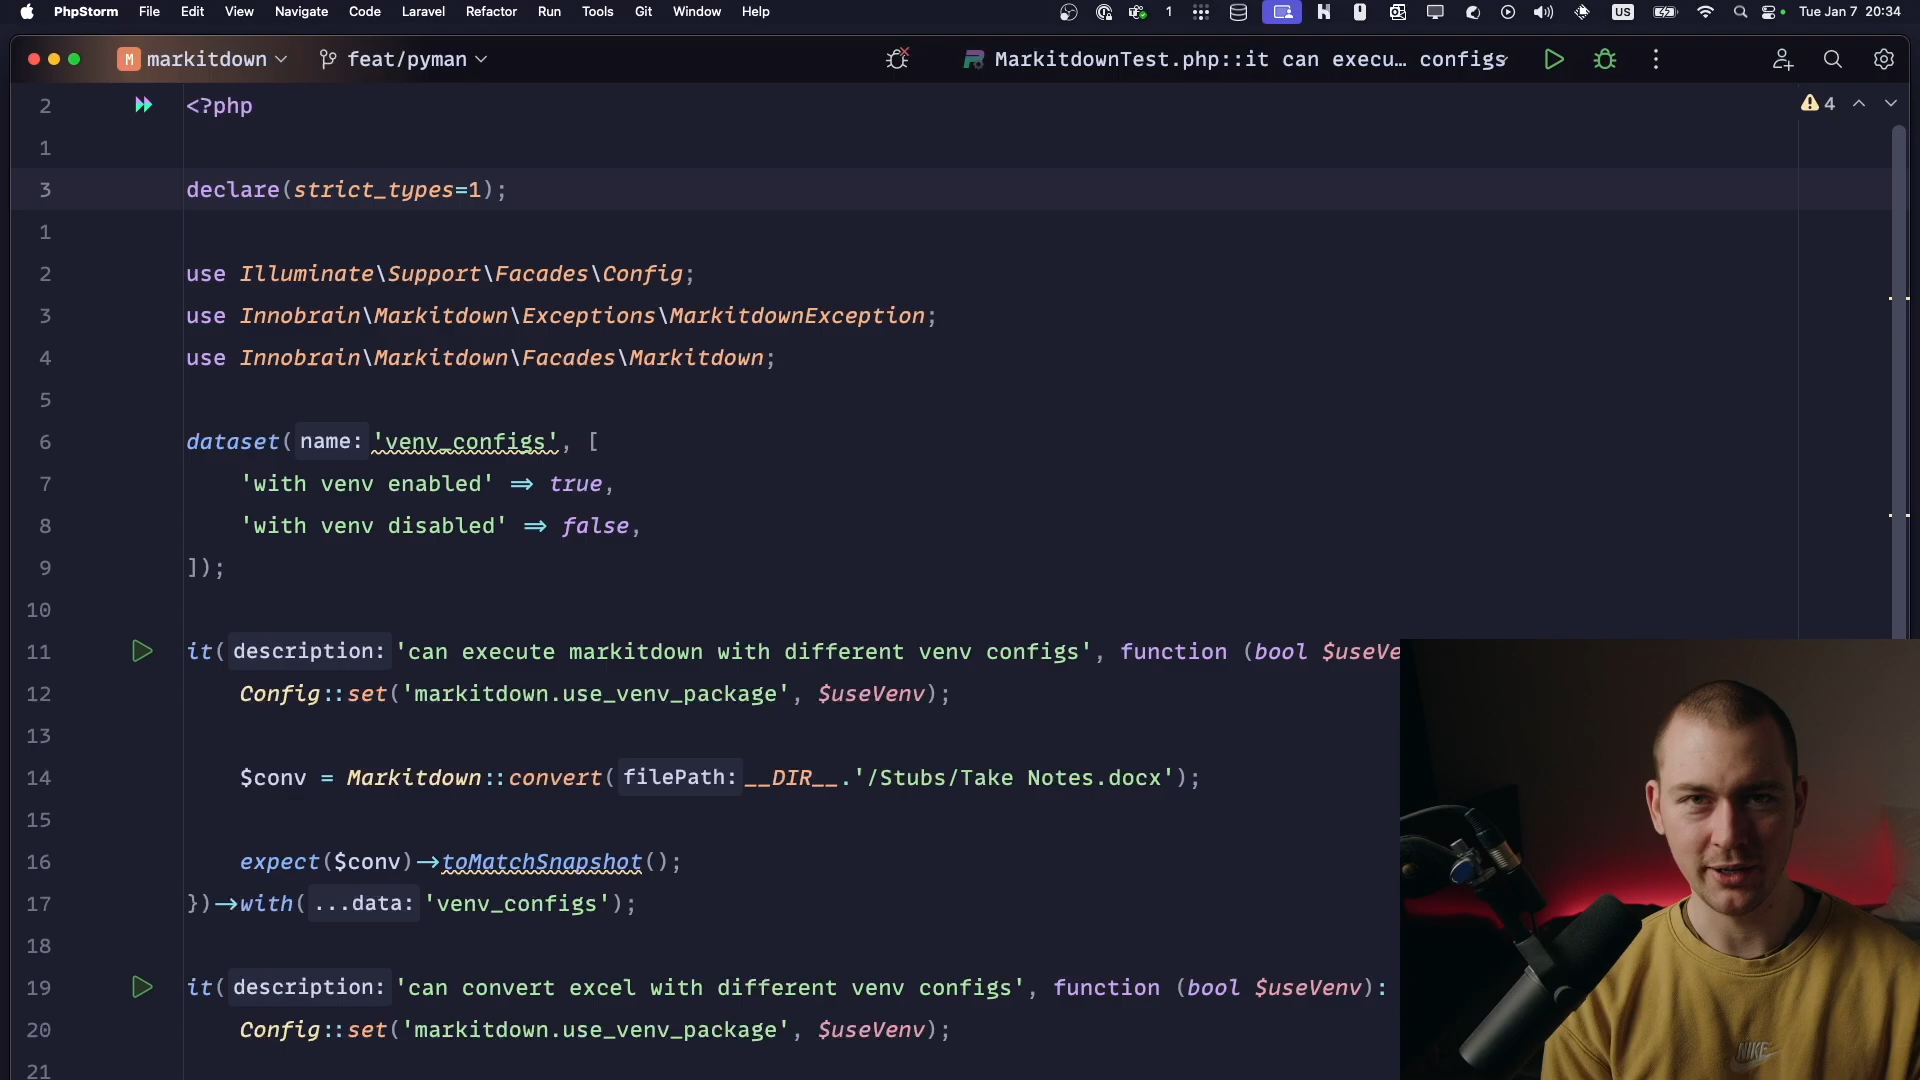 PhpStorm File Edit View Navigate Code Laravel Refactor Run Tools Git Window Help 1 US Tue Jan 7 20:34
M markitdown feat/pyman MarkitdownTest.php::it can execu... configs
2 <?php 4
1
3 declare(strict_types=1);
1
2 use Illuminate\Support\Facades\Config;
3 use Innobrain\Markitdown\Exceptions\MarkitdownException;
4 use Innobrain\Markitdown\Facades\Markitdown;
5
6 dataset( name: 'venv_configs', [
7 'with venv enabled' => true,
8 'with venv disabled' => false,
9 ]);
10
11 it( description: 'can execute markitdown with different venv configs', function (bool $useVe
12 Config::set('markitdown.use_venv_package', $useVenv);
13
14 $conv = Markitdown::convert( filePath: __DIR__.'/Stubs/Take Notes.docx');
15
16 expect($conv)->toMatchSnapshot();
17 })->with( ...data: 'venv_configs');
18
19 it( description: 'can convert excel with different venv configs', function (bool $useVenv):
20 Config::set('markitdown.use_venv_package', $useVenv);
21
NIKE